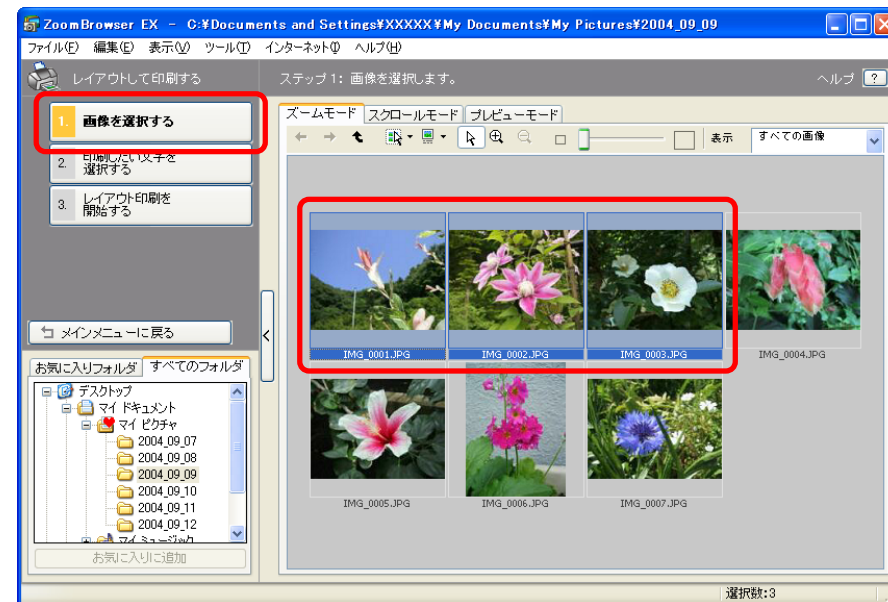 ZoomBrowser EX - C:¥Documents and Settings¥XXXXX¥My Documents¥My Pictures¥2004_09_09
ファイル(F) 編集(E) 表示(V) ツール(T) インターネット(I) ヘルプ(H)
レイアウトして印刷する
ステップ1: 画像を選択します。
ヘルプ ?
1. 画像を選択する
2. 印刷したい文字を
選択する
3. レイアウト印刷を
開始する
メインメニューに戻る
お気に入りフォルダ すべてのフォルダ
デスクトップ
マイ ドキュメント
マイ ピクチャ
2004_09_07
2004_09_08
2004_09_09
2004_09_10
2004_09_11
2004_09_12
マイ ミュージック
お気に入りに追加
ズームモード スクロールモード プレビューモード
表示 すべての画像
IMG_0001.JPG IMG_0002.JPG IMG_0003.JPG IMG_0004.JPG
IMG_0005.JPG IMG_0006.JPG IMG_0007.JPG
選択数:3